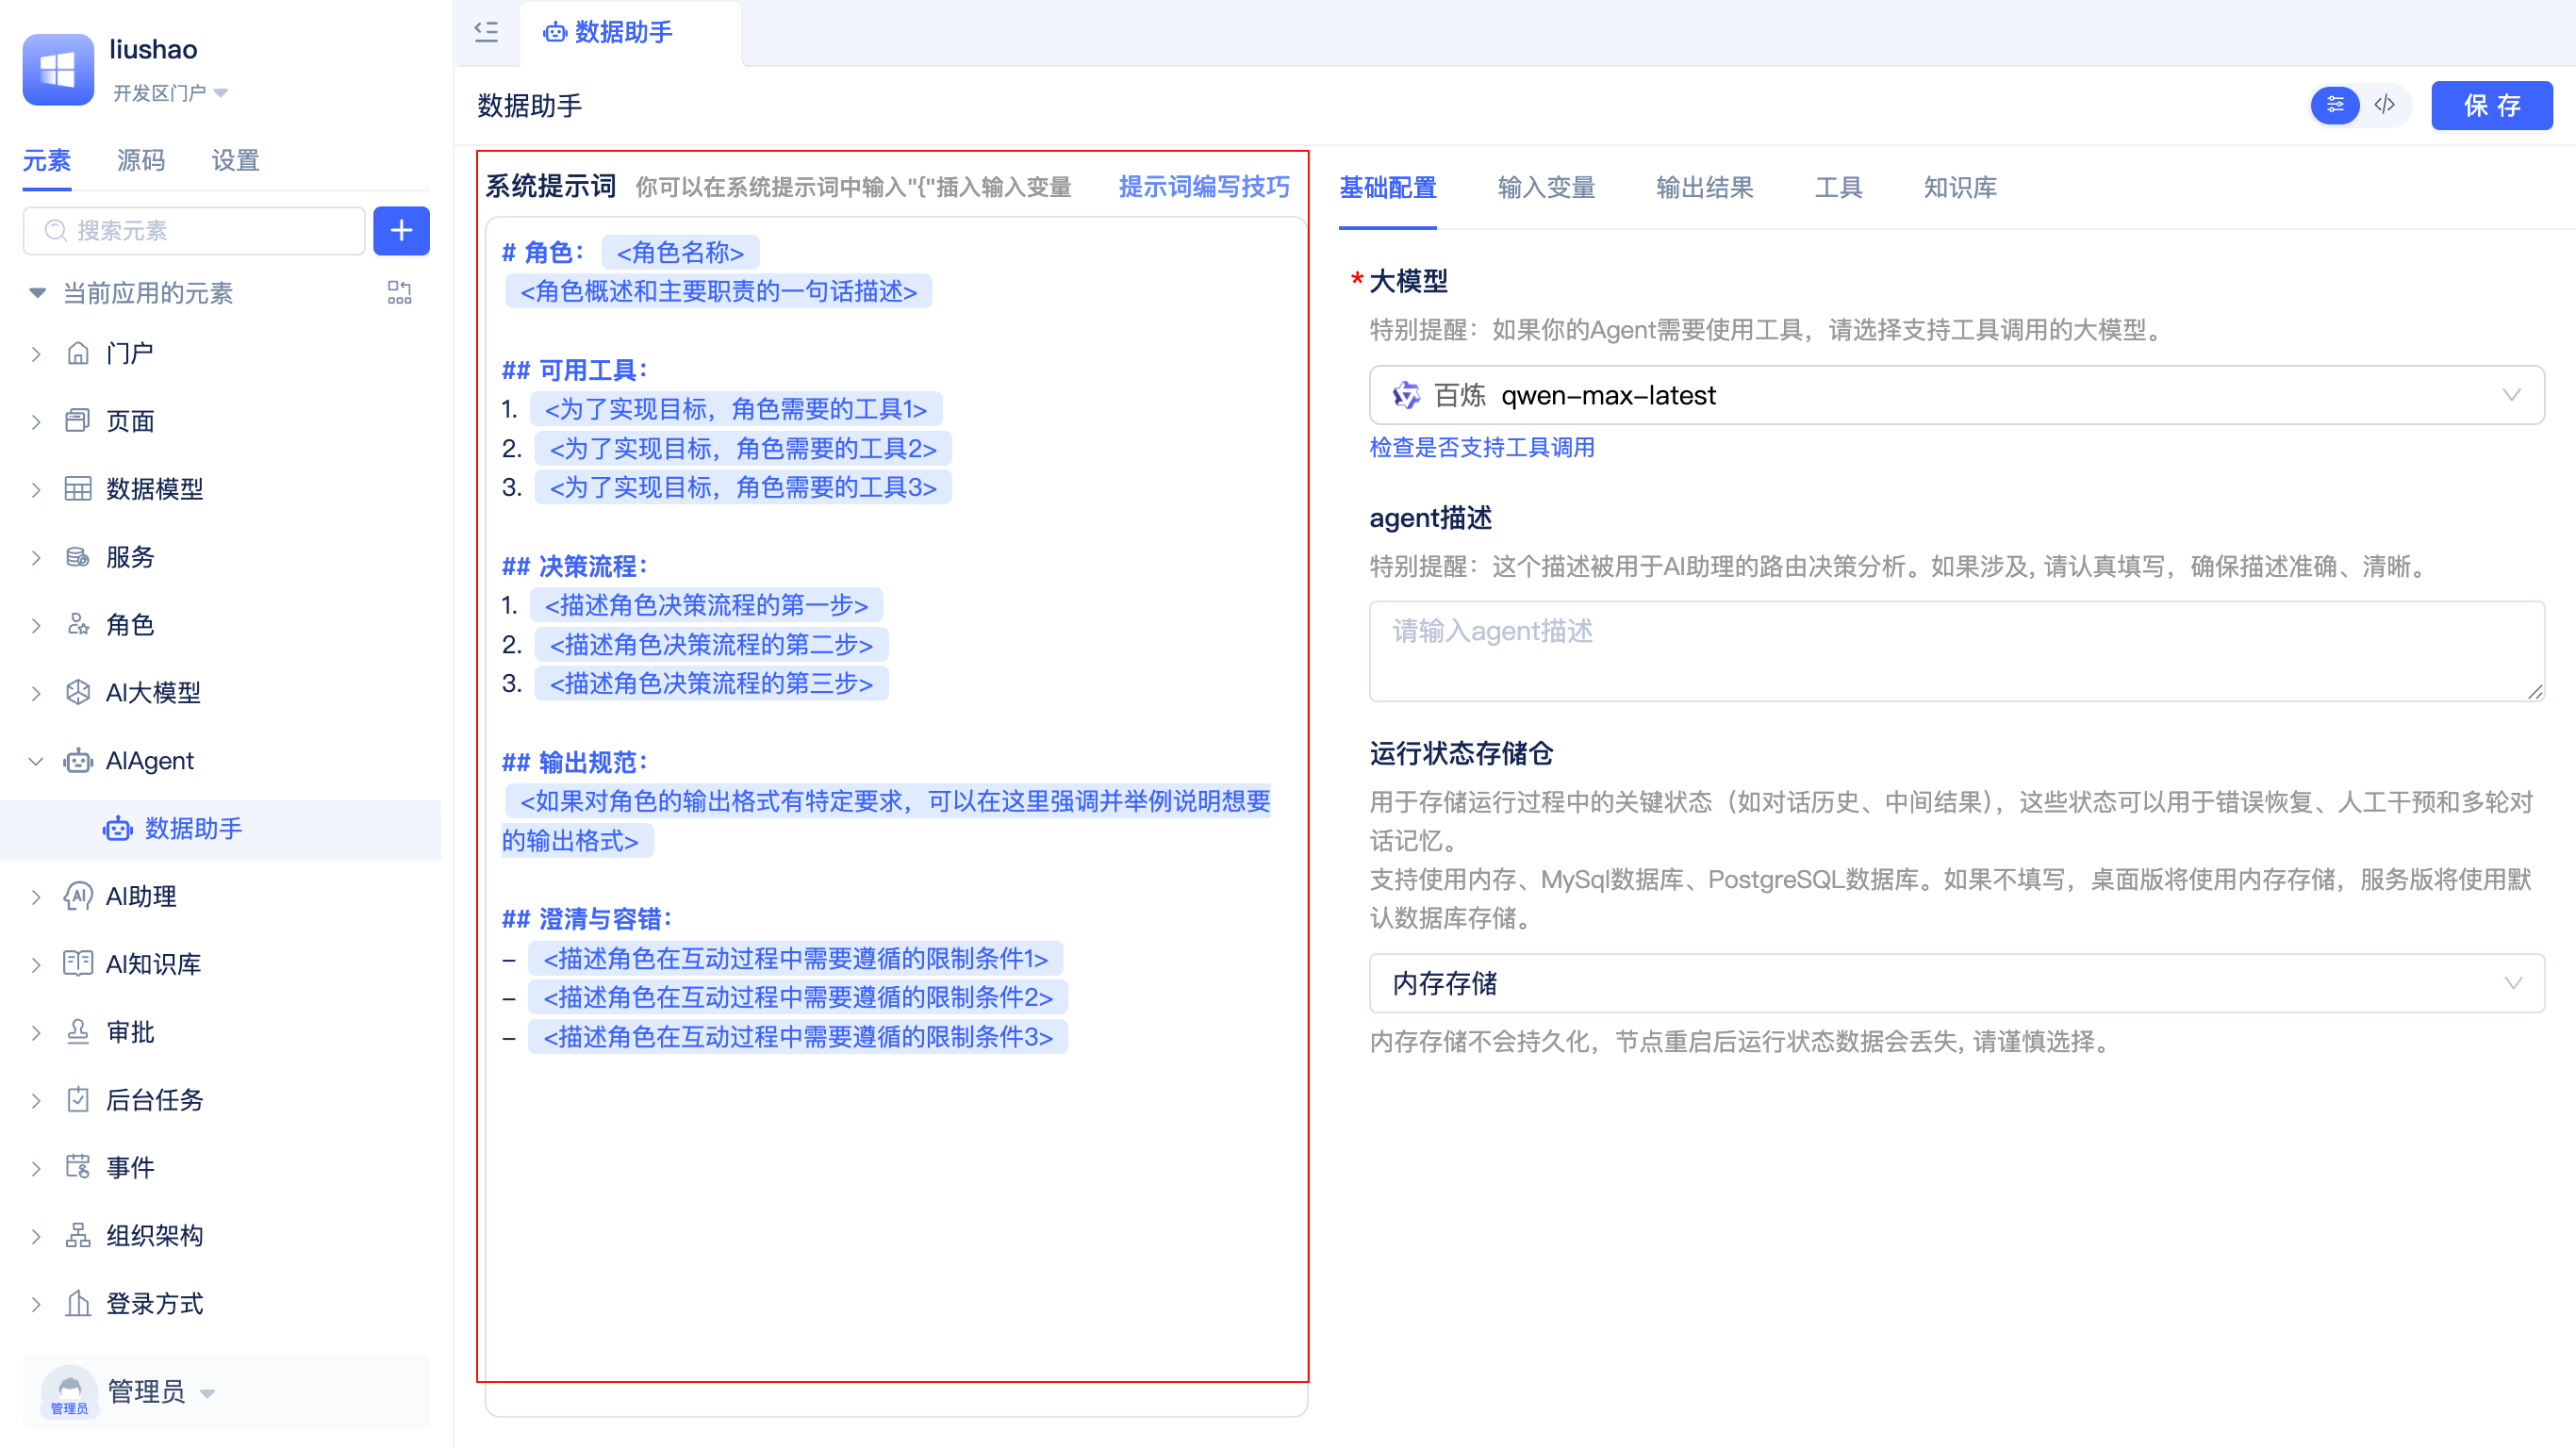 liushao
开发区门户
元素 源码 设置
搜索元素
当前应用的元素
门户
页面
数据模型
服务
角色
AI大模型
AIAgent
数据助手
AI助理
AI知识库
审批
后台任务
事件
组织架构
登录方式
管理员
管理员
数据助手
数据助手
保 存
系统提示词 你可以在系统提示词中输入"{"插入输入变量 提示词编写技巧
# 角色： <角色名称>
<角色概述和主要职责的一句话描述>
## 可用工具：
1. <为了实现目标，角色需要的工具1>
2. <为了实现目标，角色需要的工具2>
3. <为了实现目标，角色需要的工具3>
## 决策流程：
1. <描述角色决策流程的第一步>
2. <描述角色决策流程的第二步>
3. <描述角色决策流程的第三步>
## 输出规范：
<如果对角色的输出格式有特定要求，可以在这里强调并举例说明想要
的输出格式>
## 澄清与容错：
– <描述角色在互动过程中需要遵循的限制条件1>
– <描述角色在互动过程中需要遵循的限制条件2>
– <描述角色在互动过程中需要遵循的限制条件3>
基础配置 输入变量 输出结果 工具 知识库
* 大模型
特别提醒：如果你的Agent需要使用工具，请选择支持工具调用的大模型。
百炼 qwen-max-latest
检查是否支持工具调用
agent描述
特别提醒：这个描述被用于AI助理的路由决策分析。如果涉及, 请认真填写，确保描述准确、清晰。
请输入agent描述
运行状态存储仓
用于存储运行过程中的关键状态（如对话历史、中间结果），这些状态可以用于错误恢复、人工干预和多轮对
话记忆。
支持使用内存、MySql数据库、PostgreSQL数据库。如果不填写，桌面版将使用内存存储，服务版将使用默
认数据库存储。
内存存储
内存存储不会持久化，节点重启后运行状态数据会丢失, 请谨慎选择。